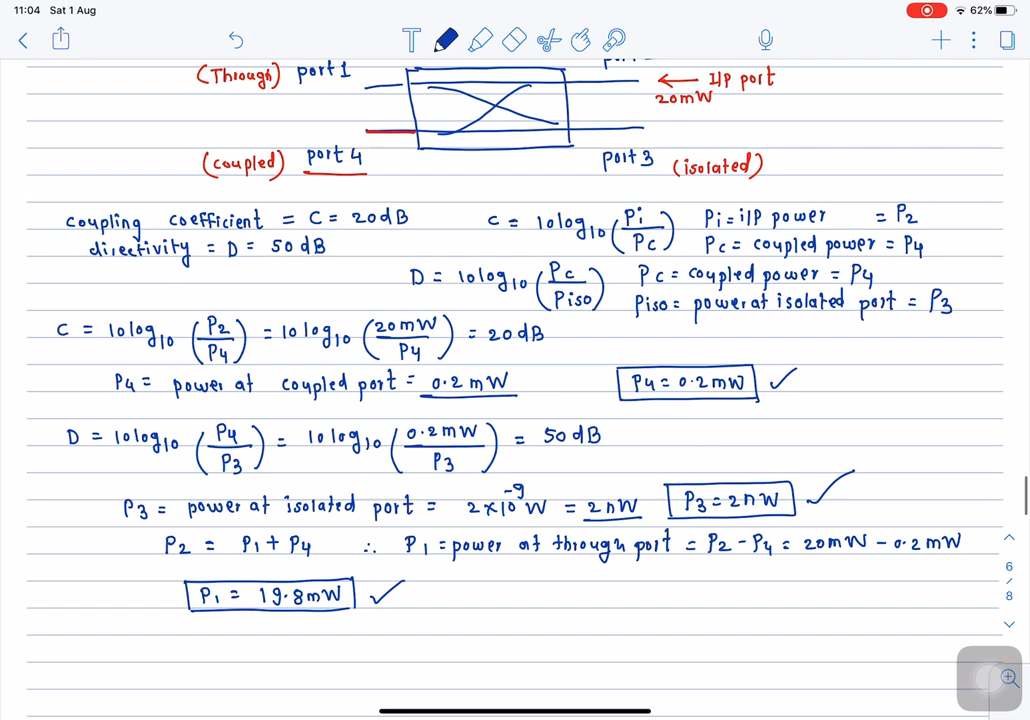 11:04 Sat 1 Aug 62%
T
(Through) port 1 I/P port
20mW
(coupled) port 4 port 3 (isolated)
coupling coefficient = C = 20dB C = 10log10 (Pi/Pc) Pi = i/P power = P2
directivity = D = 50dB Pc = coupled power = P4
D = 10log10 (Pc/Piso) Pc = coupled power = P4
Piso = power at isolated port = P3
C = 10log10 (P2/P4) = 10log10 (20mW/P4) = 20dB
P4 = power at coupled port = 0.2mW P4 = 0.2mW ✓
D = 10log10 (P4/P3) = 10log10 (0.2mW/P3) = 50dB
P3 = power at isolated port = 2×10^-9 W = 2nW P3 = 2nW ✓
P2 = P1 + P4 ∴ P1 = power at through port = P2 - P4 = 20mW - 0.2mW
P1 = 19.8mW ✓
6
/
8